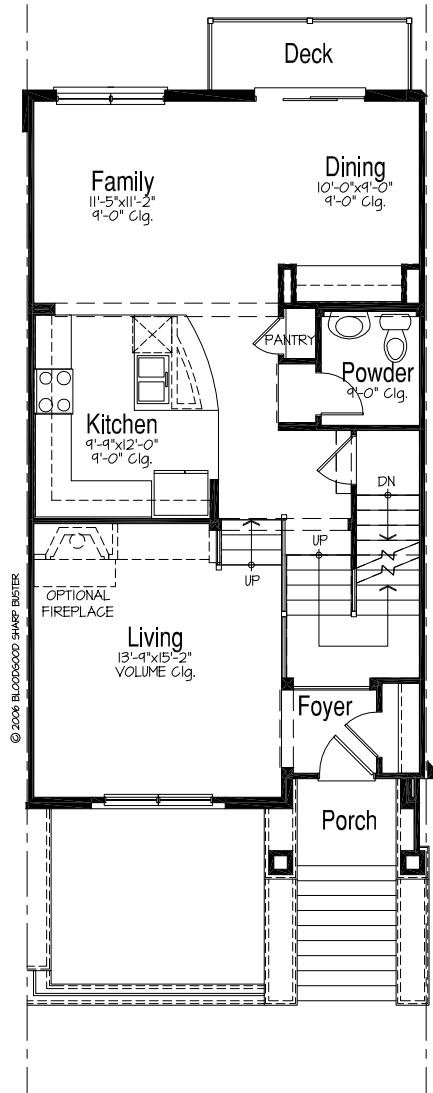 Deck
Family
11'-5"x11'-2"
9'-0" Clg.
Dining
10'-0"x9'-0"
9'-0" Clg.
PANTRY
Powder
9'-0" Clg.
Kitchen
9'-9"x12'-0"
9'-0" Clg.
DN
UP
UP
OPTIONAL
FIREPLACE
Living
13'-9"x15'-2"
VOLUME Clg.
Foyer
Porch
© 2006 BLOODGOOD SHARP BUSTER